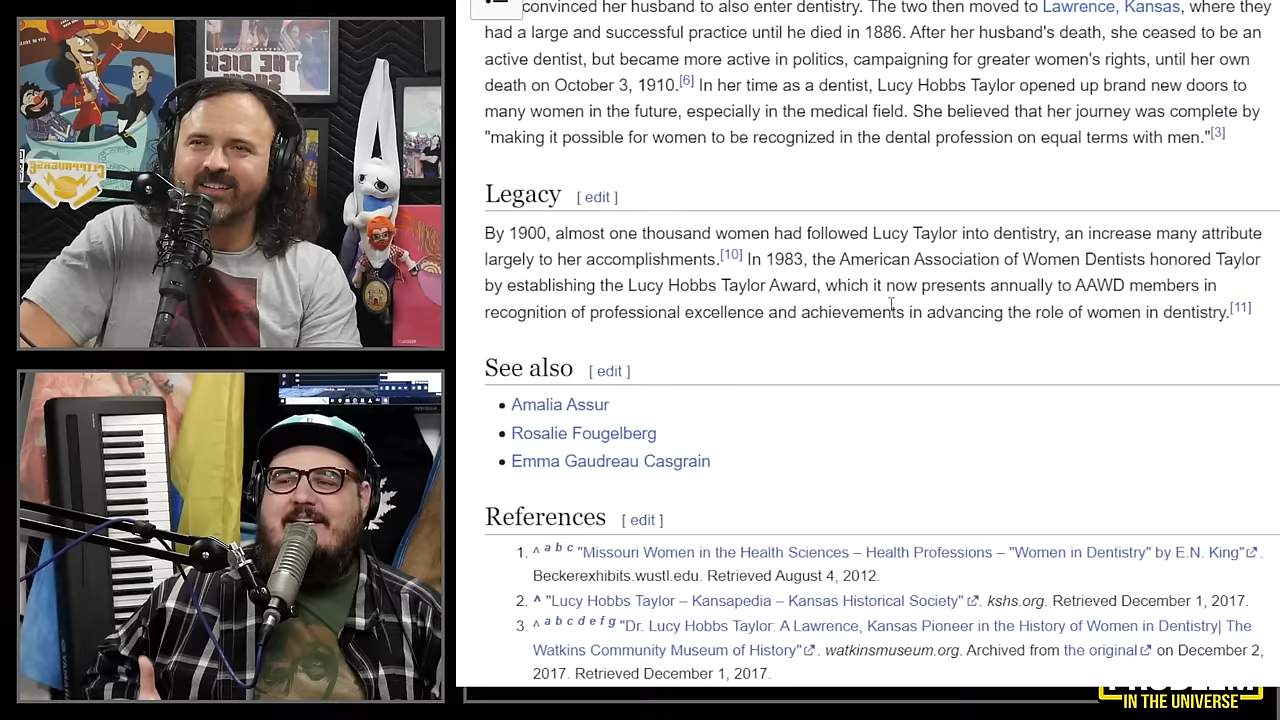 convinced her husband to also enter dentistry. The two then moved to Lawrence, Kansas, where they
had a large and successful practice until he died in 1886. After her husband's death, she ceased to be an
active dentist, but became more active in politics, campaigning for greater women's rights, until her own
death on October 3, 1910.[6] In her time as a dentist, Lucy Hobbs Taylor opened up brand new doors to
many women in the future, especially in the medical field. She believed that her journey was complete by
"making it possible for women to be recognized in the dental profession on equal terms with men."[3]
Legacy [ edit ]
By 1900, almost one thousand women had followed Lucy Taylor into dentistry, an increase many attribute
largely to her accomplishments.[10] In 1983, the American Association of Women Dentists honored Taylor
by establishing the Lucy Hobbs Taylor Award, which it now presents annually to AAWD members in
recognition of professional excellence and achievements in advancing the role of women in dentistry.[11]
See also [ edit ]
• Amalia Assur
• Rosalie Fougelberg
• Emma Gaudreau Casgrain
References [ edit ]
1. ^ a b c "Missouri Women in the Health Sciences – Health Professions – "Women in Dentistry" by E.N. King".
Beckerexhibits.wustl.edu. Retrieved August 4, 2012.
2. ^ "Lucy Hobbs Taylor – Kansapedia – Kansas Historical Society". kshs.org. Retrieved December 1, 2017.
3. ^ a b c d e f g "Dr. Lucy Hobbs Taylor: A Lawrence, Kansas Pioneer in the History of Women in Dentistry| The
Watkins Community Museum of History". watkinsmuseum.org. Archived from the original on December 2,
2017. Retrieved December 1, 2017.
THE DICK
SHOW
PROBLEM
IN THE UNIVERSE